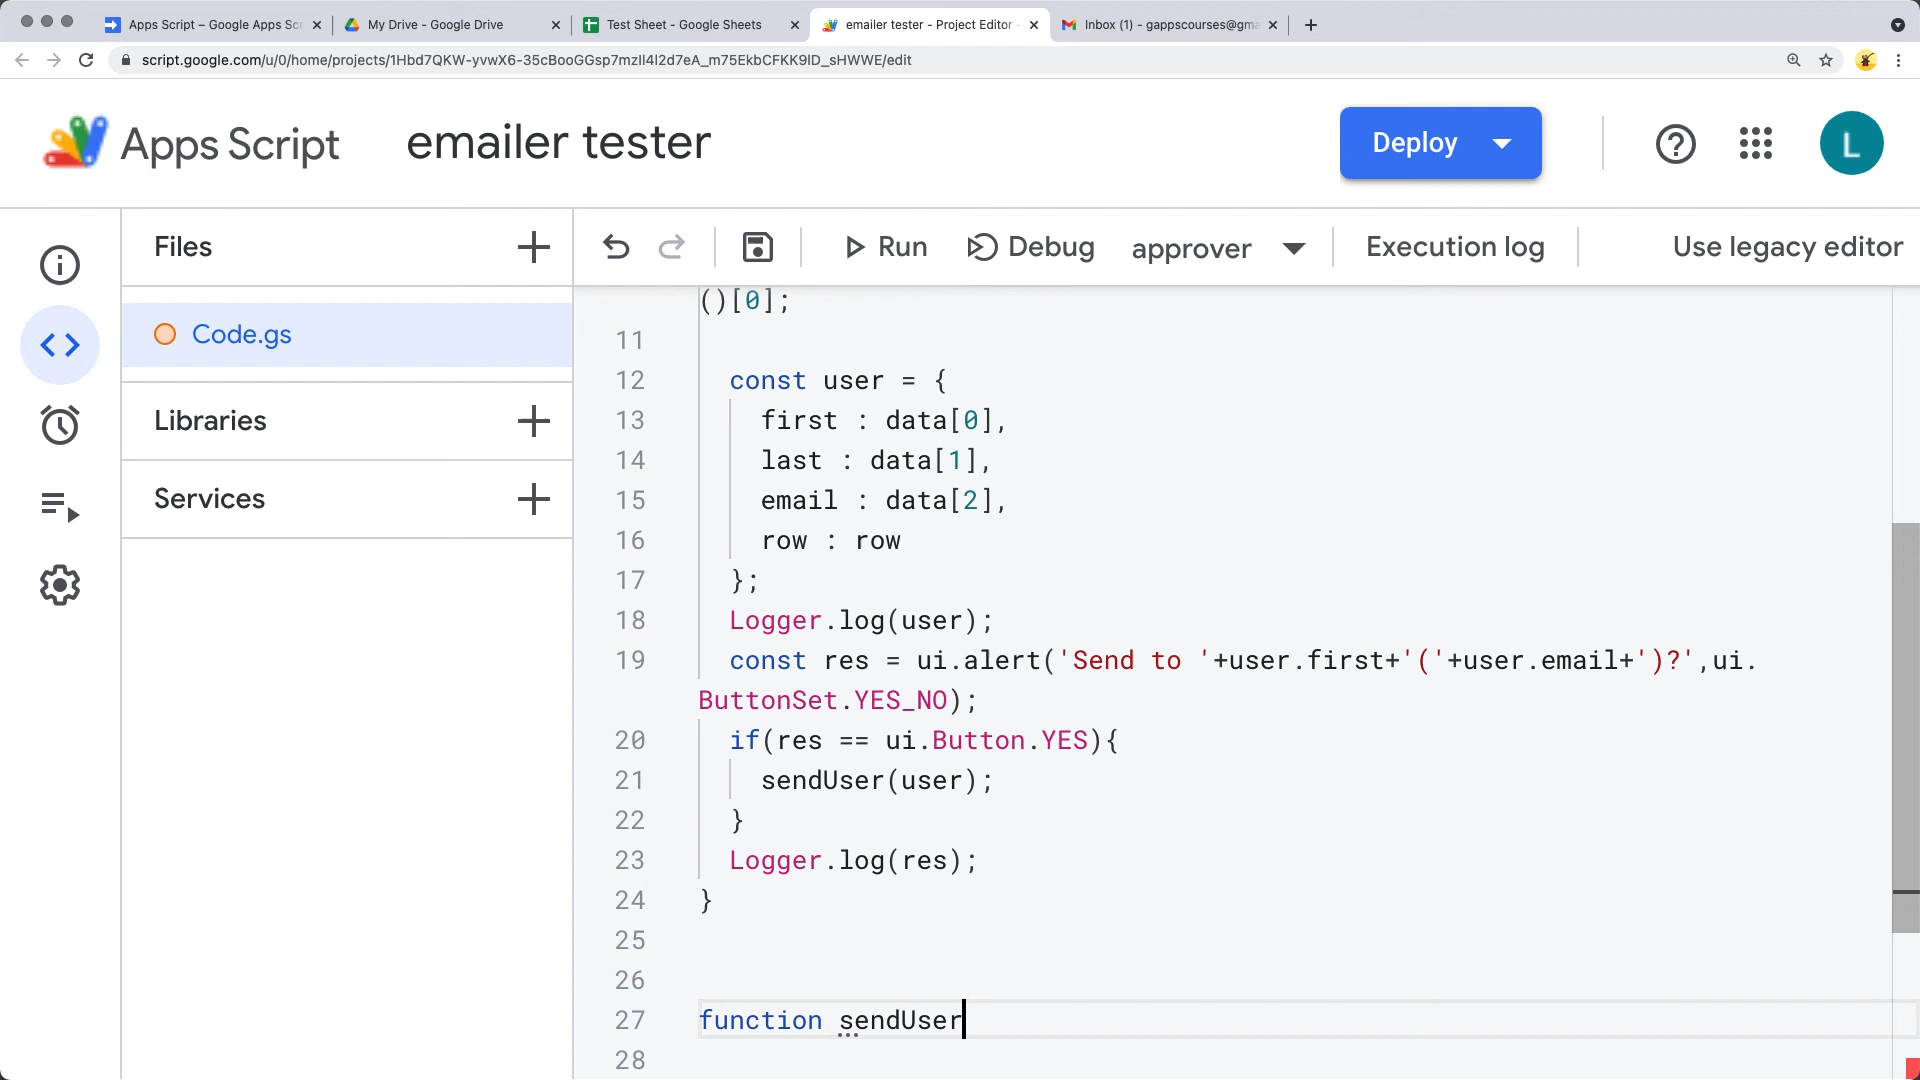 Apps Script – Google Apps Scr
My Drive - Google Drive
Test Sheet - Google Sheets
emailer tester - Project Editor -
Inbox (1) - gappscourses@gma
script.google.com/u/0/home/projects/1Hbd7QKW-yvwX6-35cBooGGsp7mzIl4l2d7eA_m75EkbCFKK9lD_sHWWE/edit
Apps Script
emailer tester
Deploy
L
Files
Run
Debug
approver
Execution log
Use legacy editor
Code.gs
Libraries
Services
()[0];
11
12 const user = {
13 first : data[0],
14 last : data[1],
15 email : data[2],
16 row : row
17 };
18 Logger.log(user);
19 const res = ui.alert('Send to '+user.first+'('+user.email+')?',ui.
ButtonSet.YES_NO);
20 if(res == ui.Button.YES){
21 sendUser(user);
22 }
23 Logger.log(res);
24 }
25
26
27 function sendUser
28